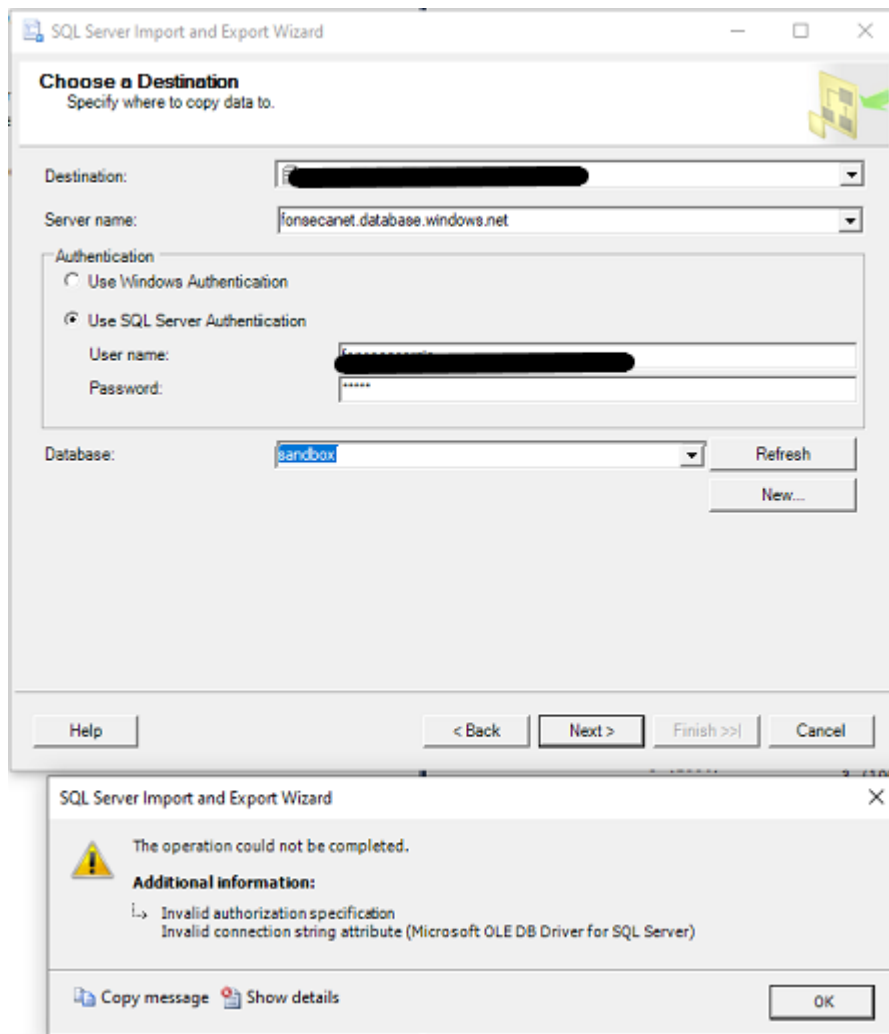 SQL Server Import and Export Wizard
Choose a Destination
Specify where to copy data to.
Destination:
Server name: fonsecanet.database.windows.net
Authentication
Use Windows Authentication
Use SQL Server Authentication
User name:
Password: *****
Database: sandbox Refresh
New...
Help < Back Next > Finish >>| Cancel
SQL Server Import and Export Wizard
The operation could not be completed.
Additional information:
Invalid authorization specification
Invalid connection string attribute (Microsoft OLE DB Driver for SQL Server)
Copy message Show details OK